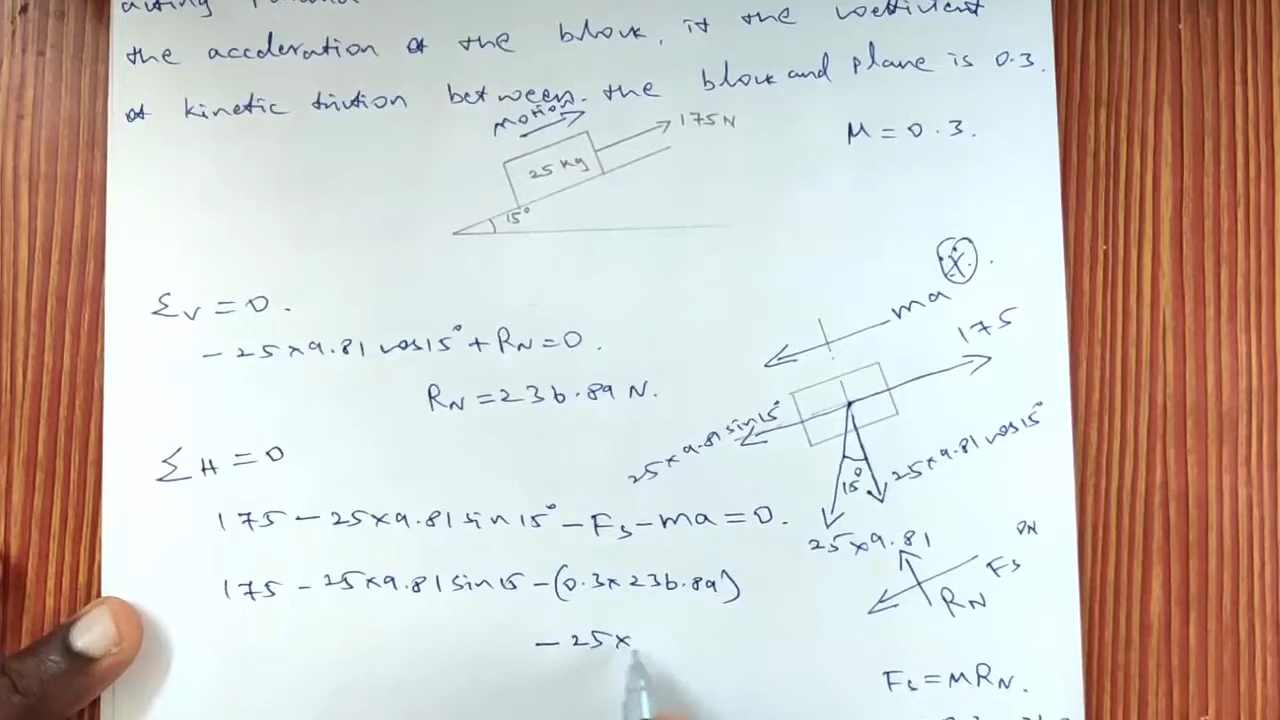 the acceleration of the block, if the coefficient
of kinetic friction between the block and plane is 0.3.
MOTION
175N
μ = 0.3.
25 kg
15°
ΣV = 0.
- 25×9.81 cos15° + RN = 0.
RN = 236.89 N.
ΣH = 0
175 - 25×9.81 sin15° - Fs - ma = 0.
175 - 25×9.81 sin15 - (0.3×236.89)
- 25×
ma
175
25×9.81 sin15°
25×9.81 cos15°
15°
25×9.81
Fs
RN
Fs = μRN.